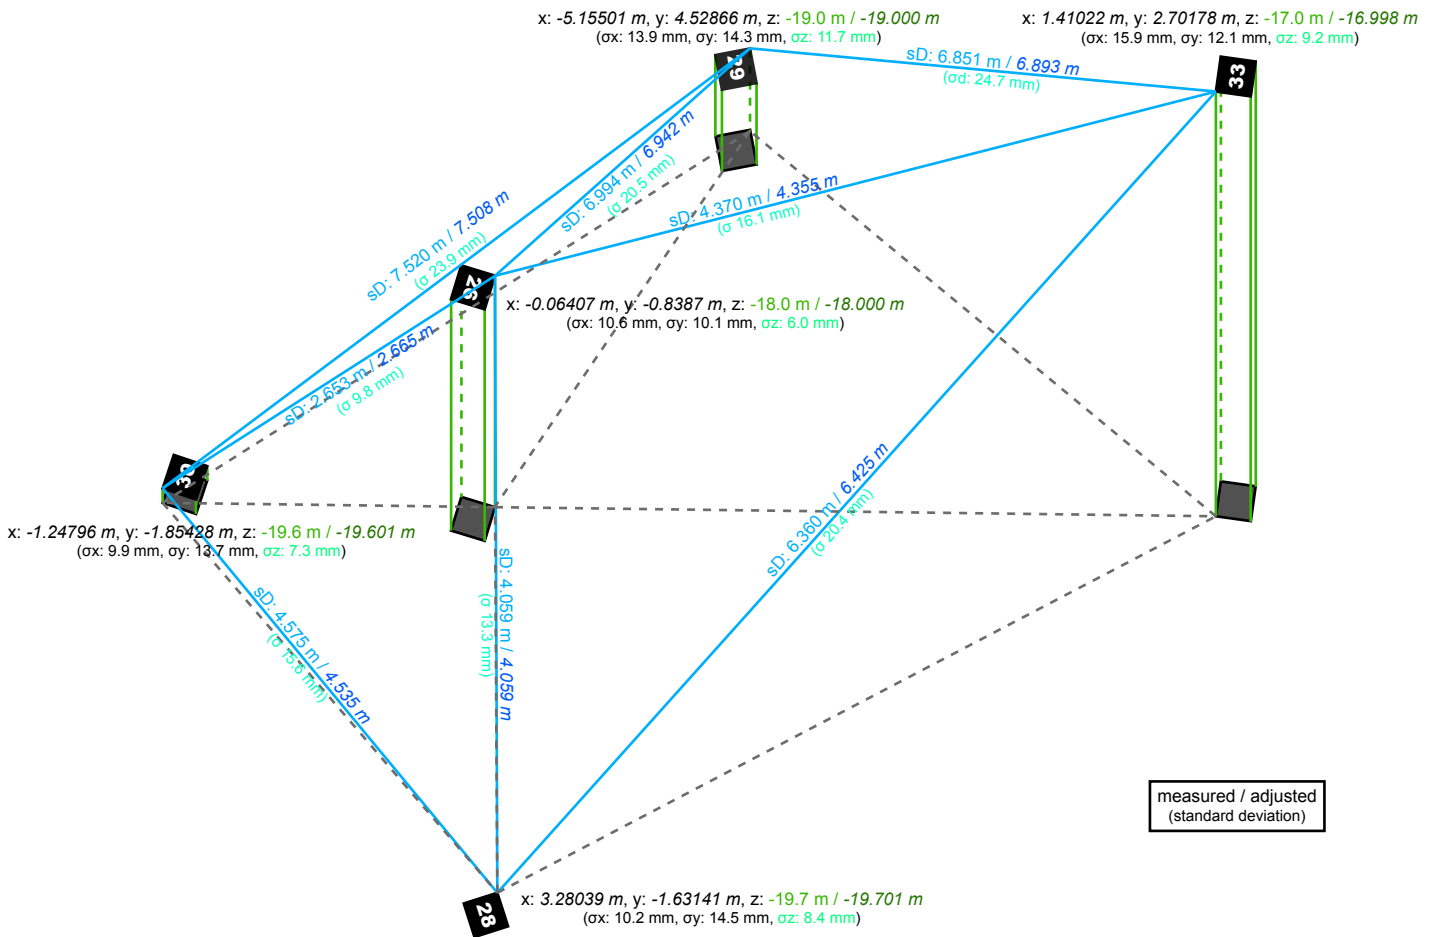 x: -5.15501 m, y: 4.52866 m, z: -19.0 m / -19.000 m
(σx: 13.9 mm, σy: 14.3 mm, σz: 11.7 mm)
x: 1.41022 m, y: 2.70178 m, z: -17.0 m / -16.998 m
(σx: 15.9 mm, σy: 12.1 mm, σz: 9.2 mm)
sD: 6.851 m / 6.893 m
(σd: 24.7 mm)
33
sD: 6.994 m / 6.942 m
(σ 20.5 mm)
sD: 4.370 m / 4.355 m
(σ 16.1 mm)
sD: 7.520 m / 7.508 m
(σ 23.9 mm)
x: -0.06407 m, y: -0.8387 m, z: -18.0 m / -18.000 m
(σx: 10.6 mm, σy: 10.1 mm, σz: 6.0 mm)
sD: 2.653 m / 2.665 m
(σ 9.8 mm)
x: -1.24796 m, y: -1.85428 m, z: -19.6 m / -19.601 m
(σx: 9.9 mm, σy: 13.7 mm, σz: 7.3 mm)
sD: 6.360 m / 6.425 m
(σ 20.4 mm)
sD: 4.059 m / 4.059 m
(σ 13.3 mm)
sD: 4.575 m / 4.535 m
(σ 15.6 mm)
measured / adjusted
(standard deviation)
28
x: 3.28039 m, y: -1.63141 m, z: -19.7 m / -19.701 m
(σx: 10.2 mm, σy: 14.5 mm, σz: 8.4 mm)